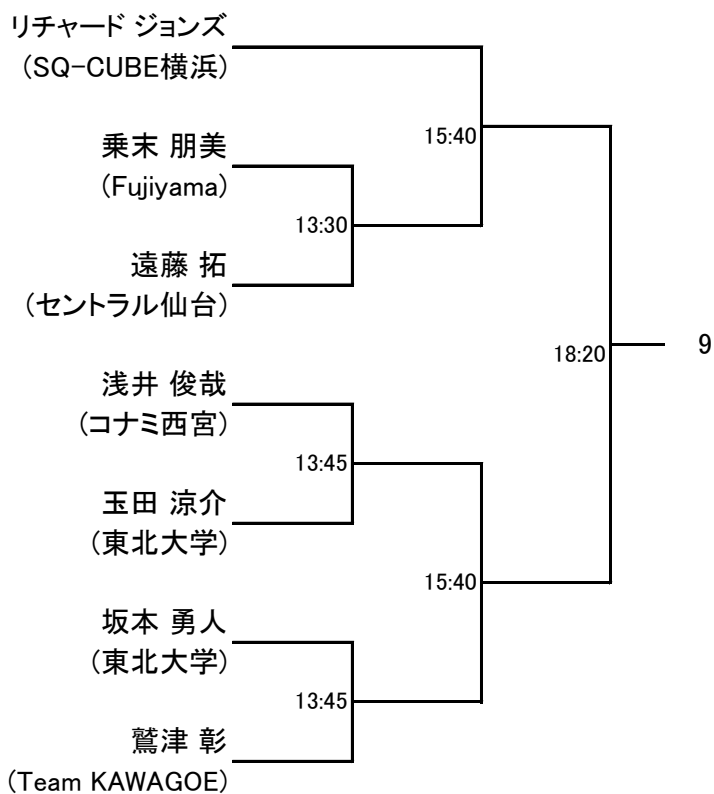 リチャード ジョンズ
(SQ-CUBE横浜)
15:40
乗末 朋美
(Fujiyama)
13:30
遠藤 拓
(セントラル仙台)
18:20
9
浅井 俊哉
(コナミ西宮)
13:45
玉田 涼介
(東北大学)
15:40
坂本 勇人
(東北大学)
13:45
鷲津 彰
(Team KAWAGOE)